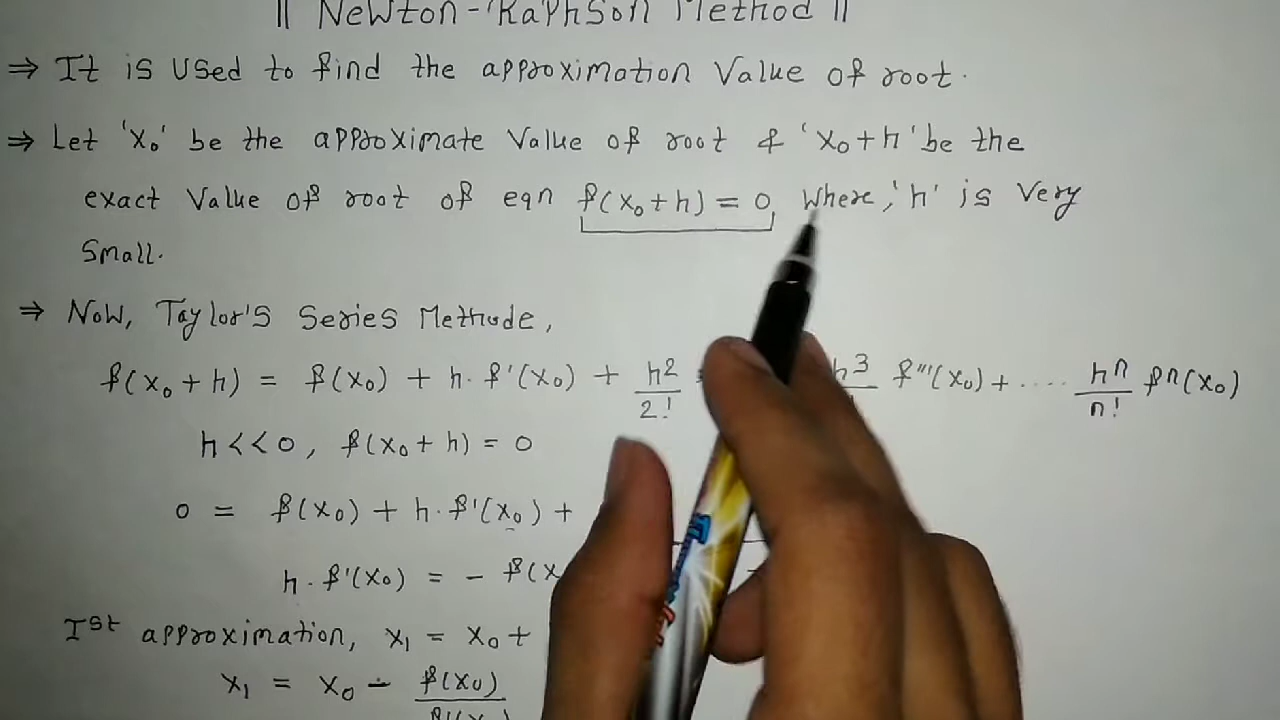 || Newton-Raphson Method ||
⇒ It is used to find the approximation Value of root.
⇒ Let 'x₀' be the approximate Value of root & 'x₀+h' be the
exact Value of root of eqn f(x₀+h) = 0 Where, 'h' is Very
Small.
⇒ Now, Taylor's Series Methode,
f(x₀+h) = f(x₀) + h. f'(x₀) + h²/2! h³ f'''(x₀) + .... hⁿ/n! fn(x₀)
h<<0, f(x₀+h) = 0
0 = f(x₀) + h. f'(x₀) +
h. f'(x₀) = - f(x
Ist approximation, x₁ = x₀ +
x₁ = x₀ - f(x₀)